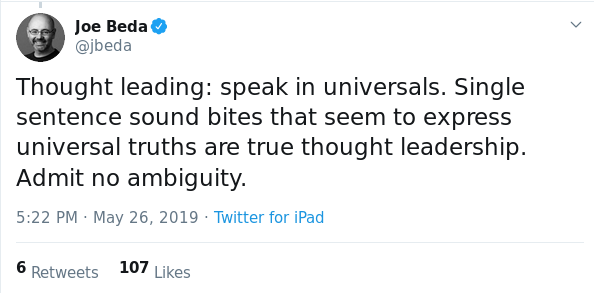 Joe Beda
@jbeda
Thought leading: speak in universals. Single
sentence sound bites that seem to express
universal truths are true thought leadership.
Admit no ambiguity.
5:22 PM · May 26, 2019 · Twitter for iPad
6 Retweets 107 Likes